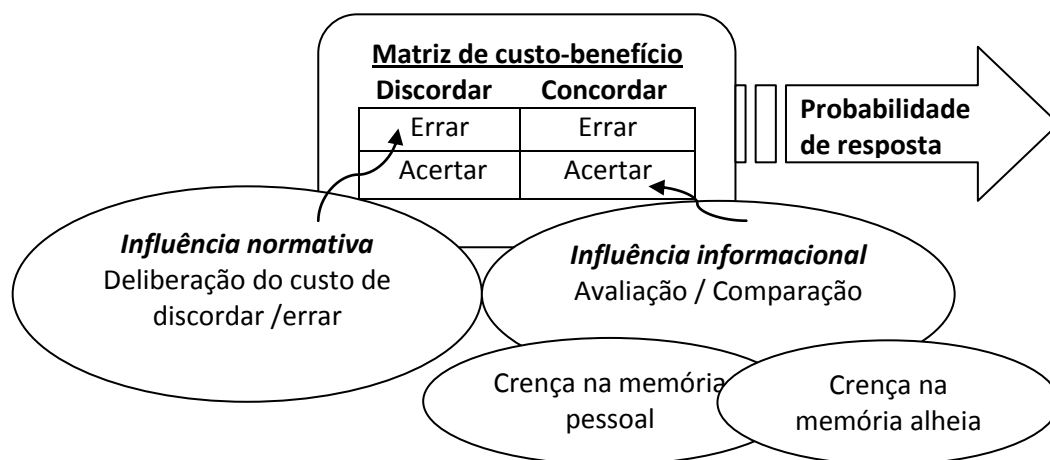 Matriz de custo-benefício
Discordar Concordar
Errar Errar
Acertar Acertar
Probabilidade
de resposta
Influência normativa
Deliberação do custo de
discordar /errar
Influência informacional
Avaliação / Comparação
Crença na memória
pessoal
Crença na
memória alheia